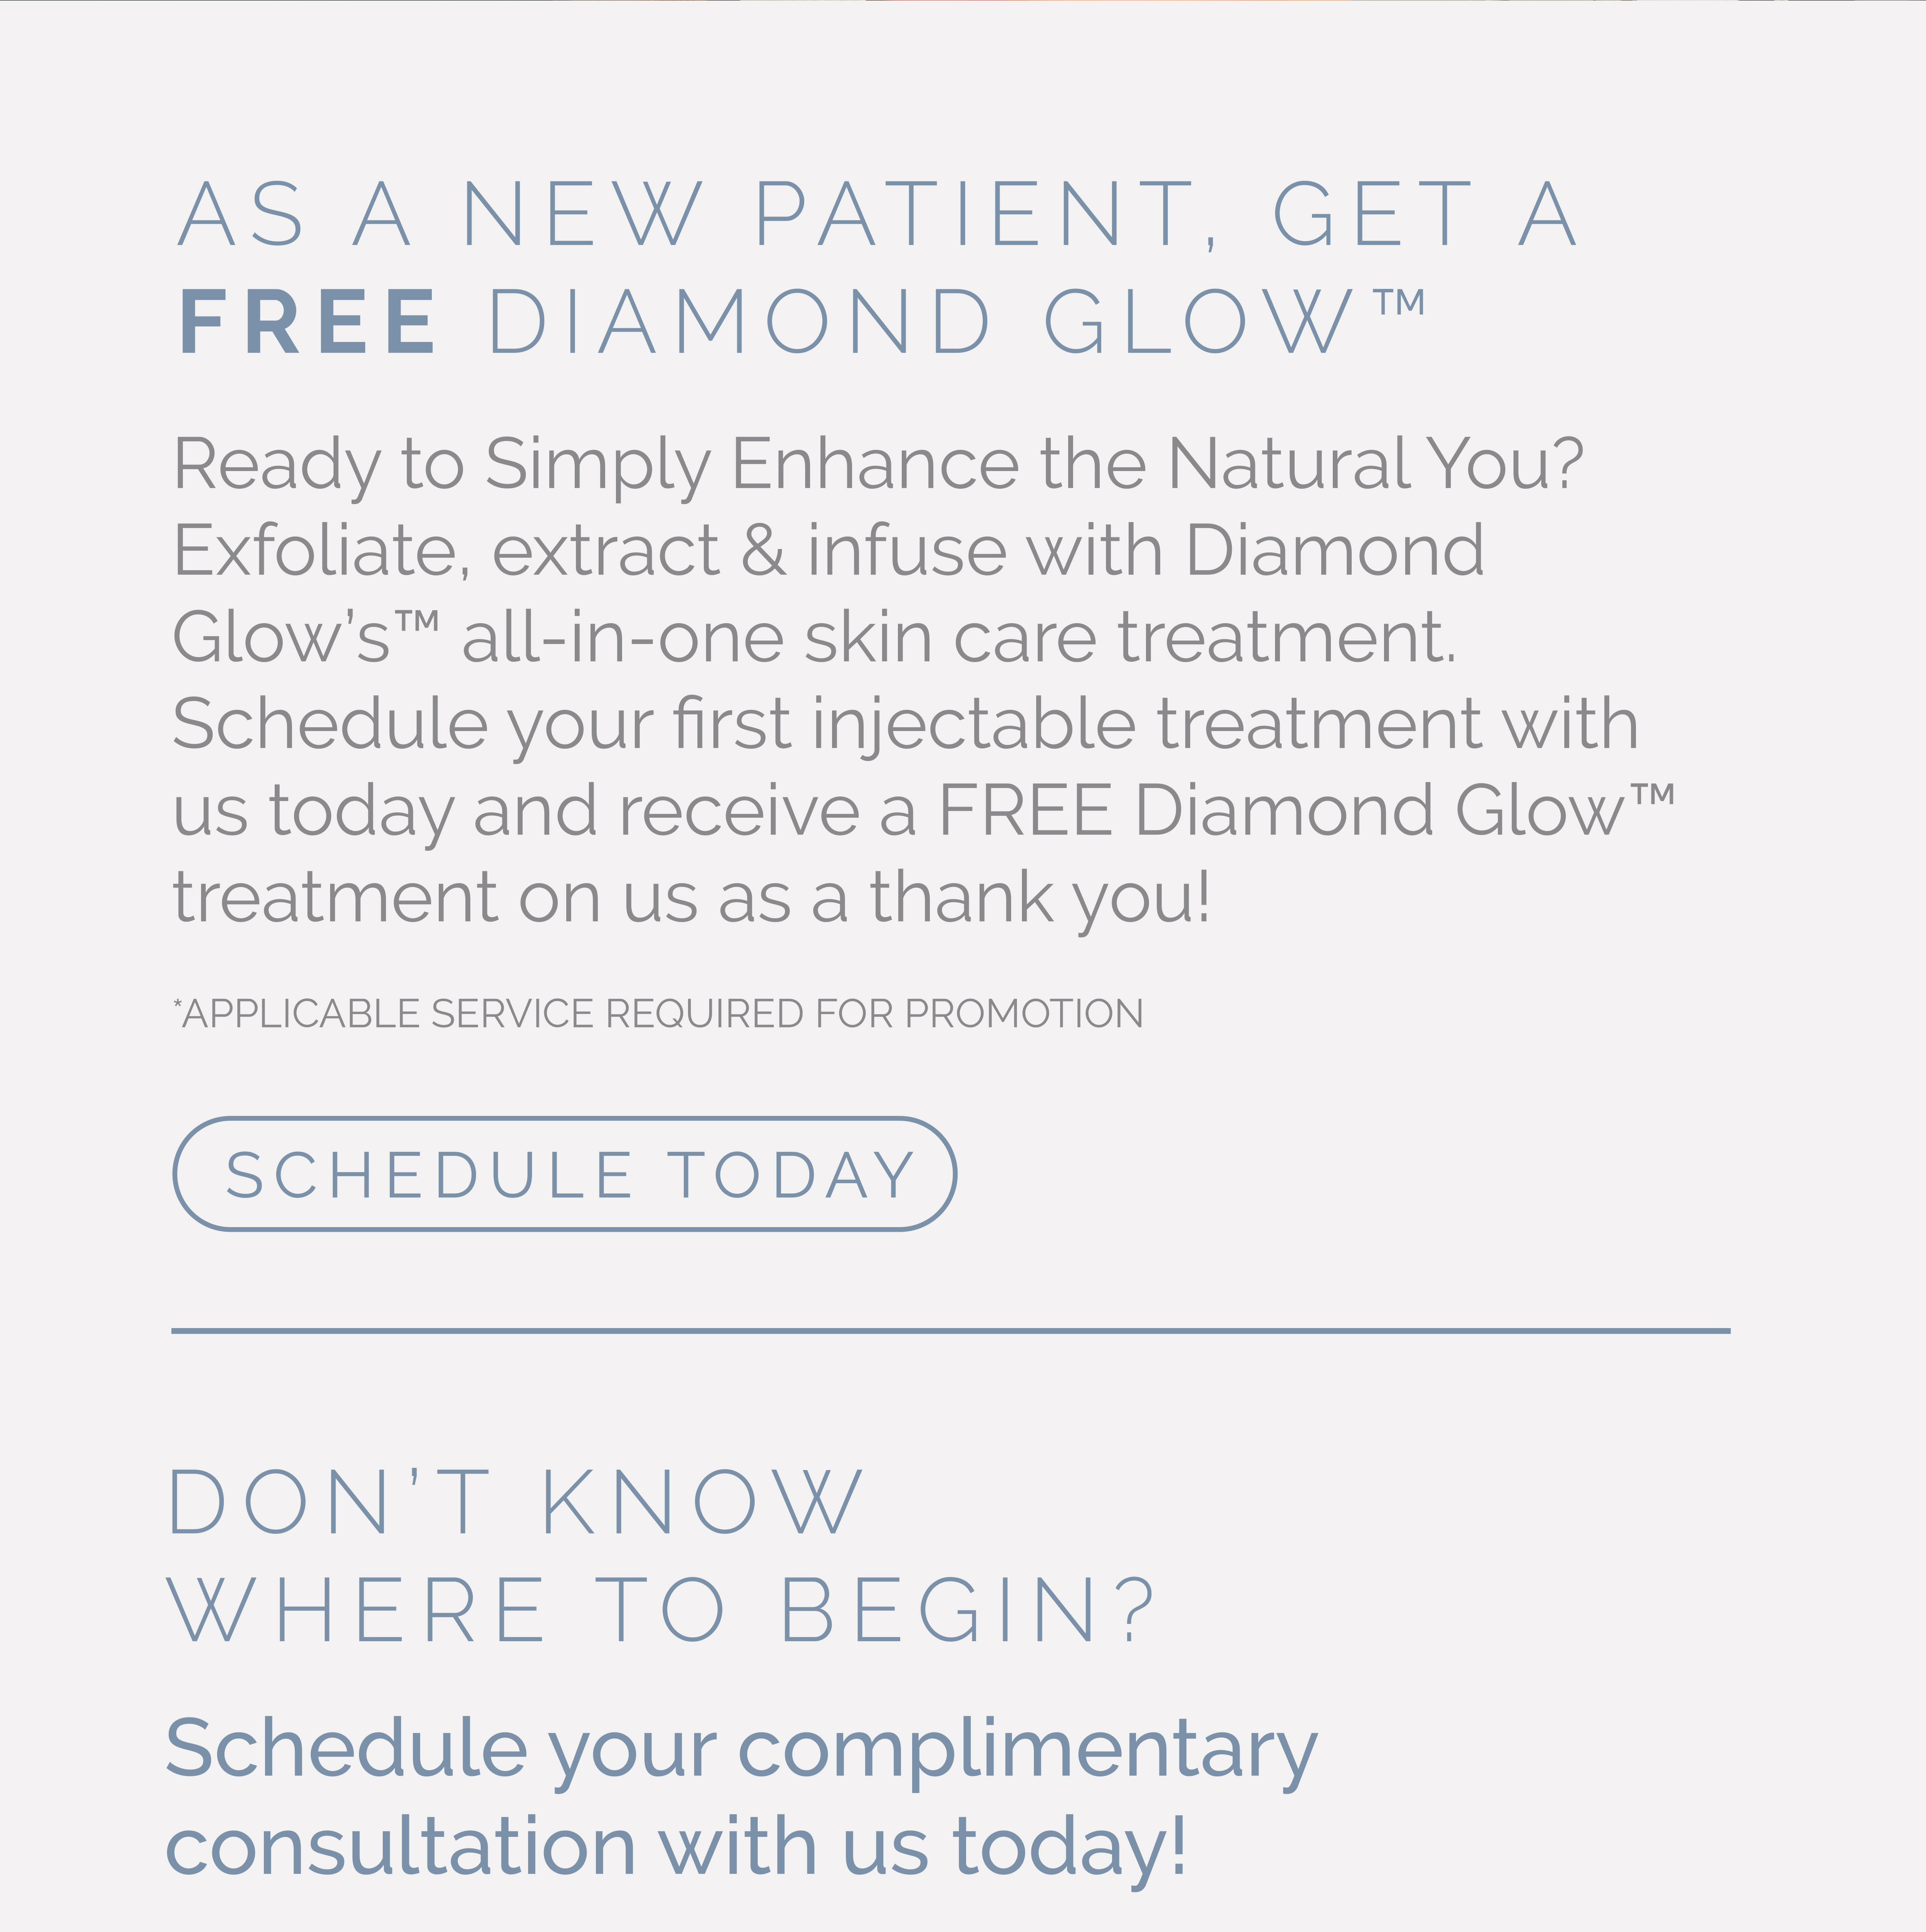 AS A NEW PATIENT, GET A
FREE DIAMOND GLOW™
Ready to Simply Enhance the Natural You?
Exfoliate, extract & infuse with Diamond
Glow's™ all-in-one skin care treatment.
Schedule your first injectable treatment with
us today and receive a FREE Diamond Glow™
treatment on us as a thank you!
*APPLICABLE SERVICE REQUIRED FOR PROMOTION
SCHEDULE TODAY
DON'T KNOW
WHERE TO BEGIN?
Schedule your complimentary
consultation with us today!